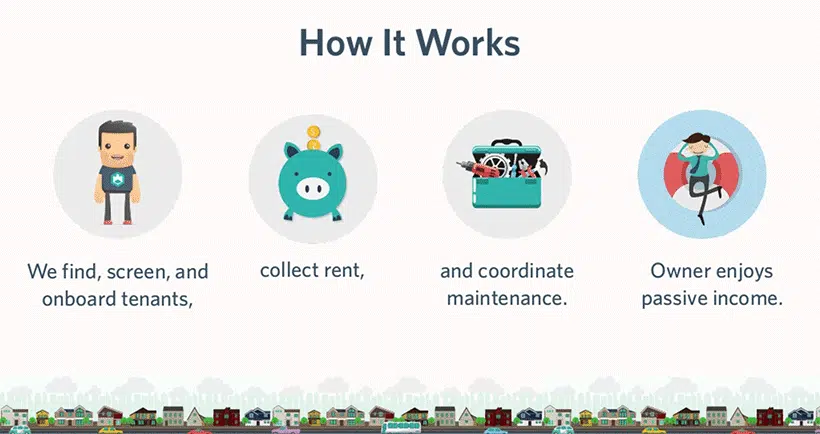 How It Works
We find, screen, and
onboard tenants,
collect rent,
and coordinate
maintenance.
Owner enjoys
passive income.